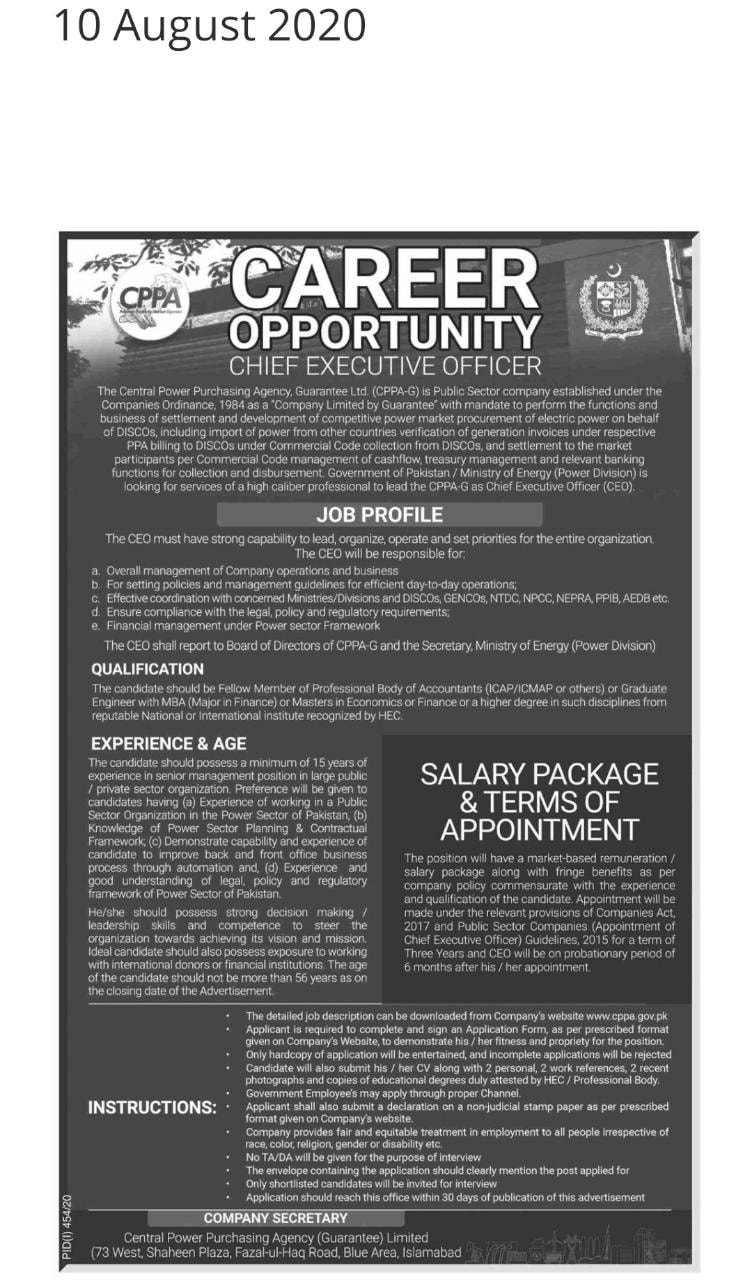 10 August 2020
CPPA
CAREER
OPPORTUNITY
CHIEF EXECUTIVE OFFICER
The Central Power Purchasing Agency, Guarantee Ltd. (CPPA-G) is Public Sector company established under the
Companies Ordinance, 1984 as a "Company Limited by Guarantee" with mandate to perform the functions and
business of settlement and development of competitive power market procurement of electric power on behalf
of DISCOs, including import of power from other countries verification of generation invoices under respective
PPA billing to DISCOs under Commercial Code collection from DISCOs, and settlement to the market
participants per Commercial Code management of cashflow, treasury management and relevant banking
functions for collection and disbursement. Government of Pakistan / Ministry of Energy (Power Division) is
looking for services of a high caliber professional to lead the CPPA-G as Chief Executive Officer (CEO).
JOB PROFILE
The CEO must have strong capability to lead, organize, operate and set priorities for the entire organization.
The CEO will be responsible for:
a. Overall management of Company operations and business
b. For setting policies and management guidelines for efficient day-to-day operations;
c. Effective coordination with concerned Ministries/Divisions and DISCOs, GENCOs, NTDC, NPCC, NEPRA, PPIB, AEDB etc.
d. Ensure compliance with the legal, policy and regulatory requirements;
e. Financial management under Power sector Framework
The CEO shall report to Board of Directors of CPPA-G and the Secretary, Ministry of Energy (Power Division)
QUALIFICATION
The candidate should be Fellow Member of Professional Body of Accountants (ICAP/ICMAP or others) or Graduate
Engineer with MBA (Major in Finance) or Masters in Economics or Finance or a higher degree in such disciplines from
reputable National or International institute recognized by HEC.
EXPERIENCE & AGE
The candidate should possess a minimum of 15 years of
experience in senior management position in large public
/ private sector organization. Preference will be given to
candidates having (a) Experience of working in a Public
Sector Organization in the Power Sector of Pakistan, (b)
Knowledge of Power Sector Planning & Contractual
Framework; (c) Demonstrate capability and experience of
candidate to improve back and front office business
process through automation and, (d) Experience and
good understanding of legal, policy and regulatory
framework of Power Sector of Pakistan.
He/she should possess strong decision making /
leadership skills and competence to steer the
organization towards achieving its vision and mission.
Ideal candidate should also possess exposure to working
with international donors or financial institutions. The age
of the candidate should not be more than 56 years as on
the closing date of the Advertisement.
SALARY PACKAGE
& TERMS OF
APPOINTMENT
The position will have a market-based remuneration /
salary package along with fringe benefits as per
company policy commensurate with the experience
and qualification of the candidate. Appointment will be
made under the relevant provisions of Companies Act,
2017 and Public Sector Companies (Appointment of
Chief Executive Officer) Guidelines, 2015 for a term of
Three Years and CEO will be on probationary period of
6 months after his / her appointment.
INSTRUCTIONS:
• The detailed job description can be downloaded from Company's website www.cppa.gov.pk
• Applicant is required to complete and sign an Application Form, as per prescribed format
given on Company's Website, to demonstrate his / her fitness and propriety for the position.
• Only hardcopy of application will be entertained, and incomplete applications will be rejected
• Candidate will also submit his / her CV along with 2 personal, 2 work references, 2 recent
photographs and copies of educational degrees duly attested by HEC / Professional Body.
• Government Employee's may apply through proper Channel.
• Applicant shall also submit a declaration on a non-judicial stamp paper as per prescribed
format given on Company's website.
• Company provides fair and equitable treatment in employment to all people irrespective of
race, color, religion, gender or disability etc.
• No TA/DA will be given for the purpose of interview
• The envelope containing the application should clearly mention the post applied for
• Only shortlisted candidates will be invited for interview
• Application should reach this office within 30 days of publication of this advertisement
PID(I) 454/20
COMPANY SECRETARY
Central Power Purchasing Agency (Guarantee) Limited
(73 West, Shaheen Plaza, Fazal-ul-Haq Road, Blue Area, Islamabad